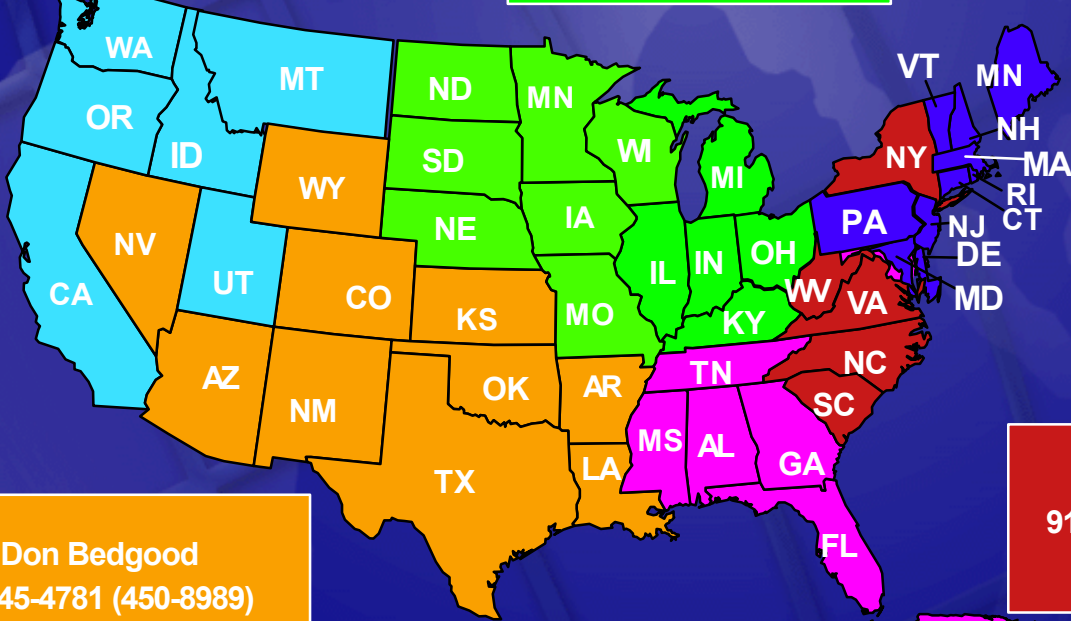 WA
MT
ND
MN
VT
MN
OR
ID
SD
WI
MI
NY
NH
MA
WY
NE
IA
PA
RI
CT
NV
UT
CO
IL
IN
OH
NJ
DE
CA
KS
MO
KY
WV
VA
MD
AZ
NM
OK
AR
TN
NC
SC
TX
LA
MS
AL
GA
FL
91
Don Bedgood
45-4781 (450-8989)